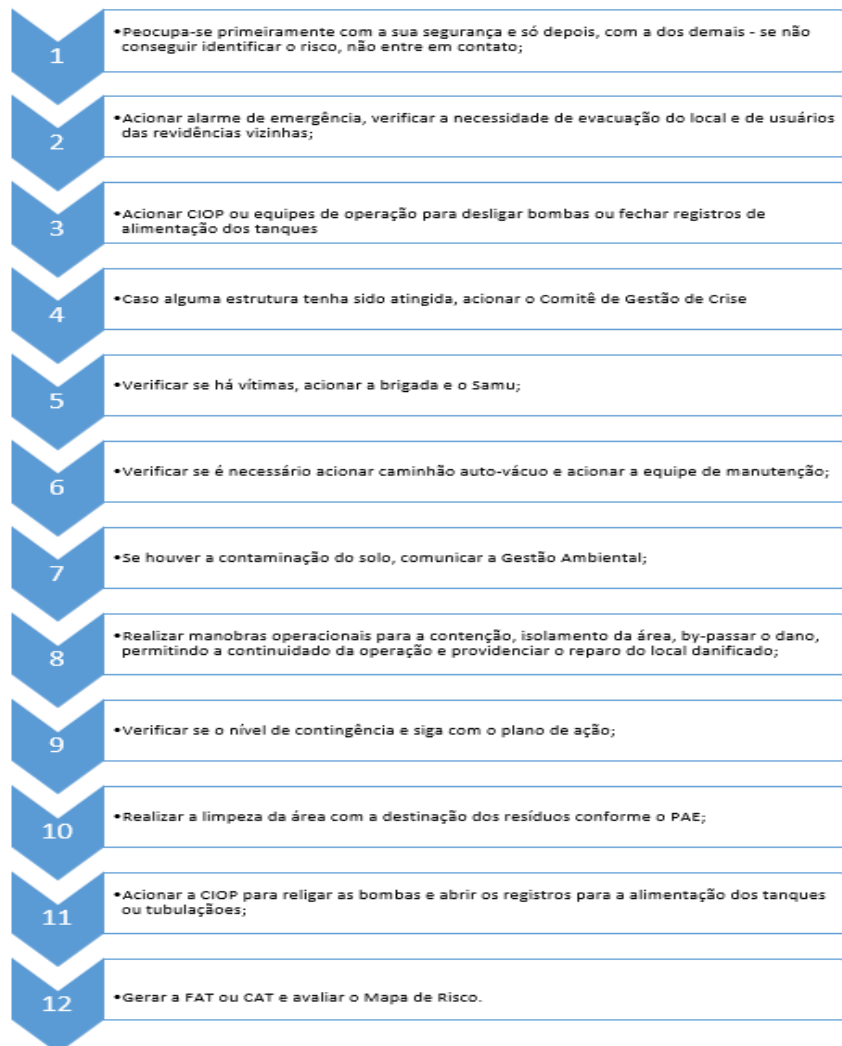 1
•Peocupa-se primeiramente com a sua segurança e só depois, com a dos demais - se não
conseguir identificar o risco, não entre em contato;
2
•Acionar alarme de emergência, verificar a necessidade de evacuação do local e de usuários
das revidências vizinhas;
3
•Acionar CIOP ou equipes de operação para desligar bombas ou fechar registros de
alimentação dos tanques
4
•Caso alguma estrutura tenha sido atingida, acionar o Comitê de Gestão de Crise
5
•Verificar se há vítimas, acionar a brigada e o Samu;
6
•Verificar se é necessário acionar caminhão auto-vácuo e acionar a equipe de manutenção;
7
•Se houver a contaminação do solo, comunicar a Gestão Ambiental;
8
•Realizar manobras operacionais para a contenção, isolamento da área, by-passar o dano,
permitindo a continuidado da operação e providenciar o reparo do local danificado;
9
•Verificar se o nível de contingência e siga com o plano de ação;
10
•Realizar a limpeza da área com a destinação dos resíduos conforme o PAE;
11
•Acionar a CIOP para religar as bombas e abrir os registros para a alimentação dos tanques
ou tubulaçãoes;
12
•Gerar a FAT ou CAT e avaliar o Mapa de Risco.